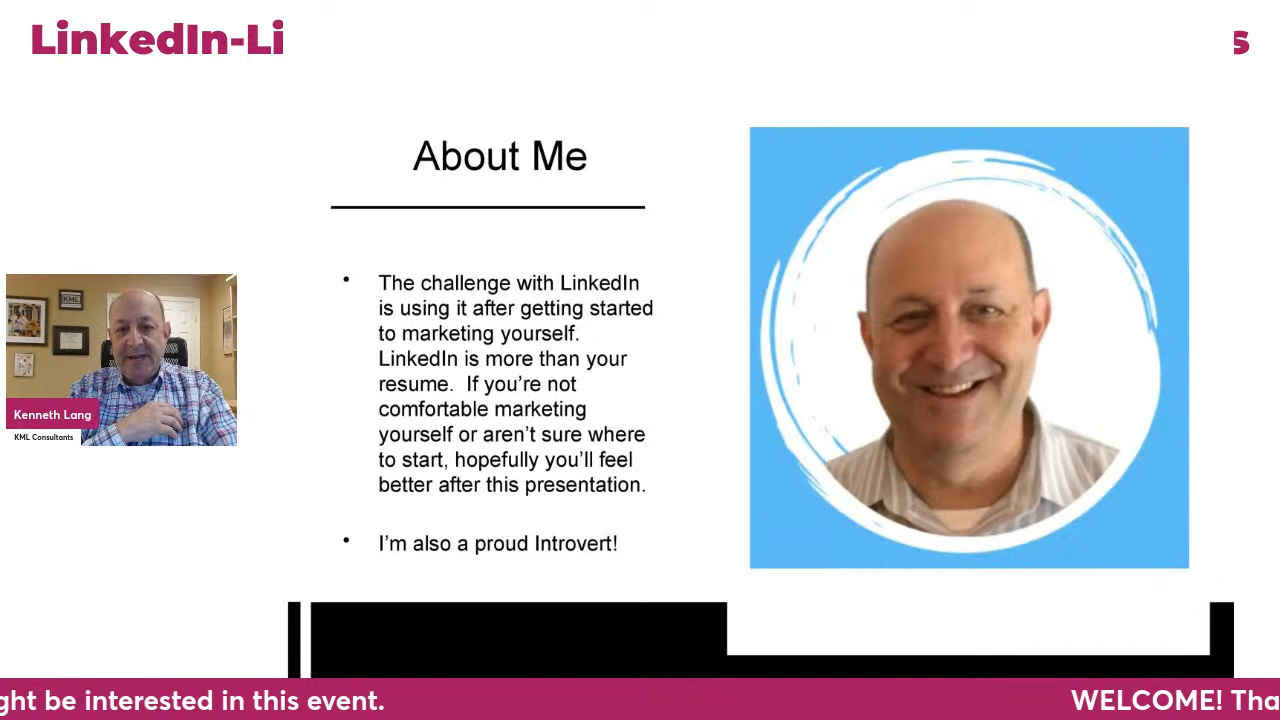 LinkedIn-Li
s
About Me
• The challenge with LinkedIn
is using it after getting started
to marketing yourself.
LinkedIn is more than your
resume.  If you’re not
comfortable marketing
yourself or aren’t sure where
to start, hopefully you’ll feel
better after this presentation.
• I’m also a proud Introvert!
KML
Kenneth Lang
KML Consultants
ght be interested in this event.
WELCOME! Tha